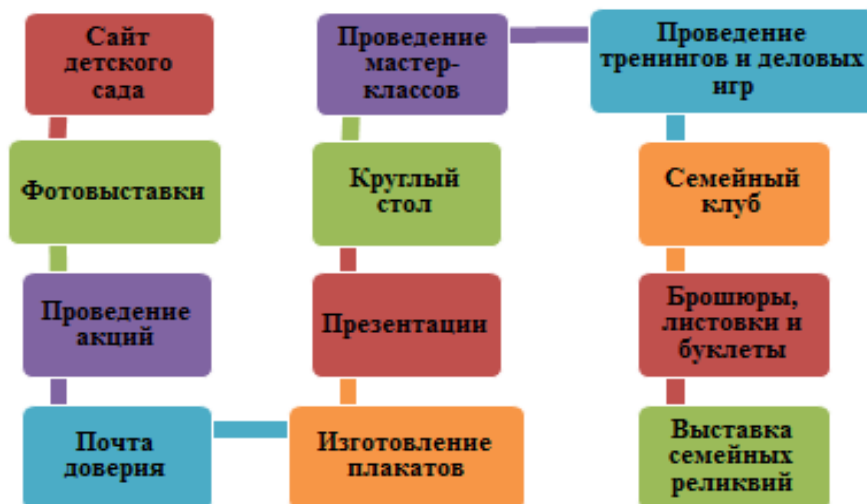 Сайт
детского
сада
Фотовыставки
Проведение
акций
Почта
доверия
Изготовление
плакатов
Презентации
Круглый
стол
Проведение
мастер-
классов
Проведение
тренингов и деловых
игр
Семейный
клуб
Брошюры,
листовки и
буклеты
Выставка
семейных
реликвий